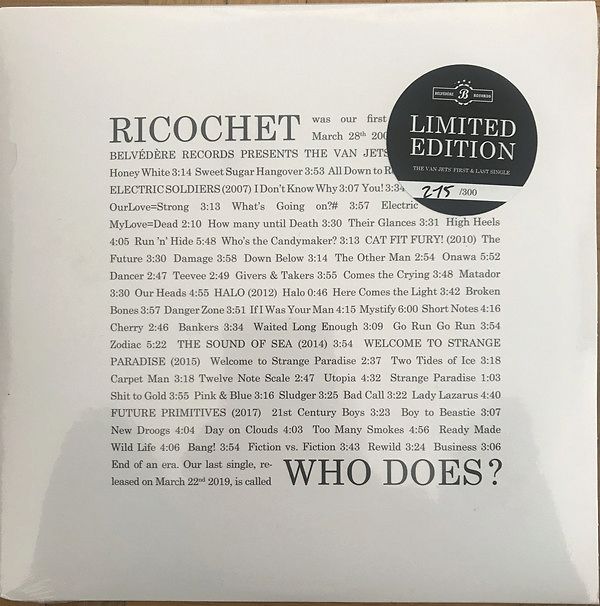 RICOCHET
was our first
March 28th 200
BELVÉDÈRE RECORDS PRESENTS THE VAN JETS
Honey White 3:14 Sweet Sugar Hangover 3:53 All Down to R
ELECTRIC SOLDIERS (2007) I Don't Know Why 3:07 You! 3:34
OurLove=Strong 3:13 What's Going on?# 3:57 Electric
MyLove=Dead 2:10 How many until Death 3:30 Their Glances 3:31 High Heels
4:05 Run 'n' Hide 5:48 Who's the Candymaker? 3:13 CAT FIT FURY! (2010) The
Future 3:30 Damage 3:58 Down Below 3:14 The Other Man 2:54 Onawa 5:52
Dancer 2:47 Teevee 2:49 Givers & Takers 3:55 Comes the Crying 3:48 Matador
3:30 Our Heads 4:55 HALO (2012) Halo 0:46 Here Comes the Light 3:42 Broken
Bones 3:57 Danger Zone 3:51 If I Was Your Man 4:15 Mystify 6:00 Short Notes 4:16
Cherry 2:46 Bankers 3:34 Waited Long Enough 3:09 Go Run Go Run 3:54
Zodiac 5:22 THE SOUND OF SEA (2014) 3:54 WELCOME TO STRANGE
PARADISE (2015) Welcome to Strange Paradise 2:37 Two Tides of Ice 3:18
Carpet Man 3:18 Twelve Note Scale 2:47 Utopia 4:32 Strange Paradise 1:03
Shit to Gold 3:55 Pink & Blue 3:16 Sludger 3:25 Bad Call 3:22 Lady Lazarus 4:40
FUTURE PRIMITIVES (2017) 21st Century Boys 3:23 Boy to Beastie 3:07
New Droogs 4:04 Day on Clouds 4:03 Too Many Smokes 4:56 Ready Made
Wild Life 4:06 Bang! 3:54 Fiction vs. Fiction 3:43 Rewild 3:24 Business 3:06
End of an era. Our last single, re-
leased on March 22nd 2019, is called
WHO DOES?
BELVÉDÈRE B RECORDS
LIMITED
EDITION
THE VAN JETS' FIRST & LAST SINGLE
215 /300